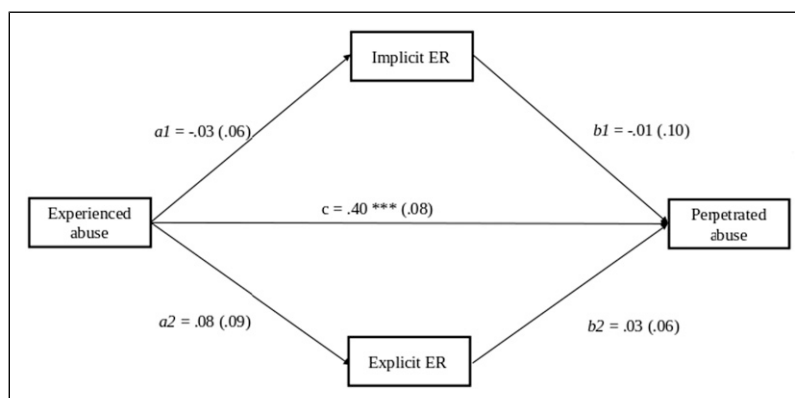 Implicit ER
a1 = -.03 (.06)
b1 = -.01 (.10)
Experienced
abuse
c = .40 *** (.08)
Perpetrated
abuse
a2 = .08 (.09)
b2 = .03 (.06)
Explicit ER